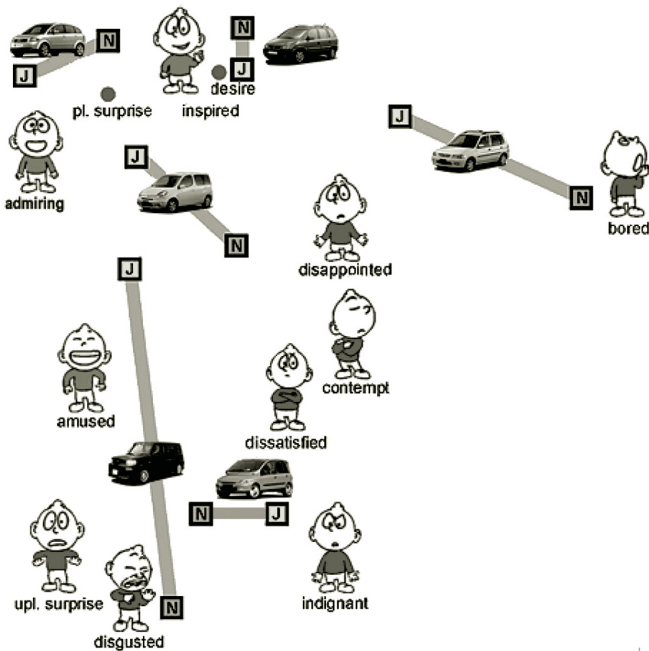 N
N
J
J
desire
pl. surprise
inspired
J
J
admiring
N
bored
N
disappointed
J
contempt
amused
dissatisfied
N
J
upl. surprise
indignant
N
disgusted